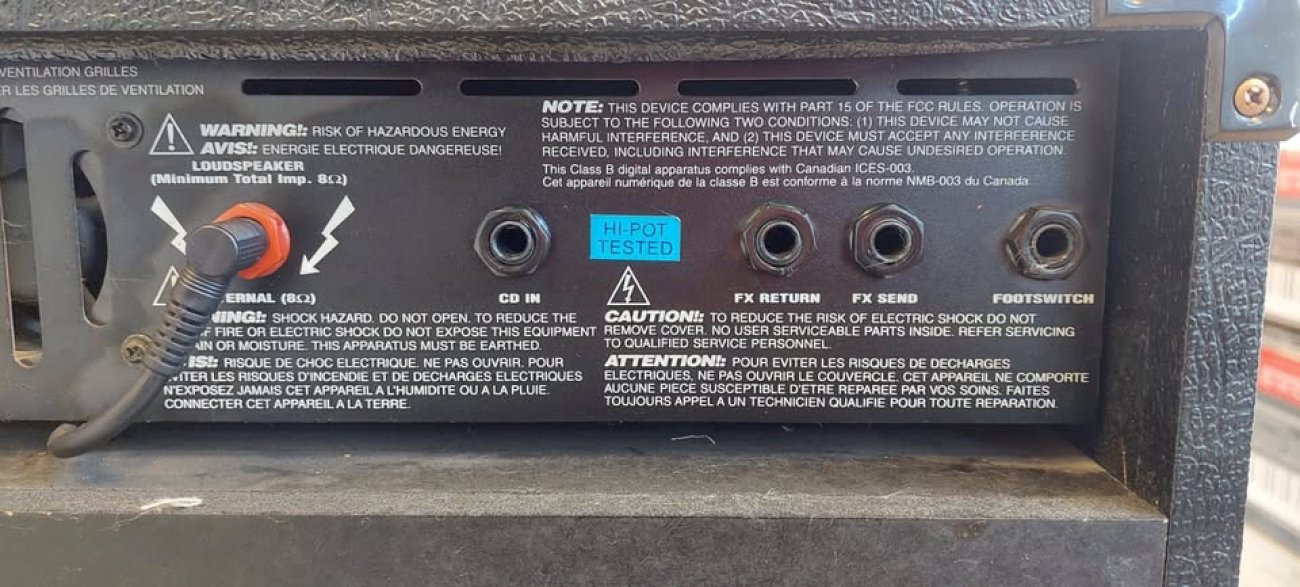 VENTILATION GRILLES
ER LES GRILLES DE VENTILATION
WARNING!: RISK OF HAZARDOUS ENERGY
AVIS!: ENERGIE ELECTRIQUE DANGEREUSE!
LOUDSPEAKER
(Minimum Total Imp. 8Ω)
NOTE: THIS DEVICE COMPLIES WITH PART 15 OF THE FCC RULES. OPERATION IS
SUBJECT TO THE FOLLOWING TWO CONDITIONS: (1) THIS DEVICE MAY NOT CAUSE
HARMFUL INTERFERENCE, AND (2) THIS DEVICE MUST ACCEPT ANY INTERFERENCE
RECEIVED, INCLUDING INTERFERENCE THAT MAY CAUSE UNDESIRED OPERATION.
This Class B digital apparatus complies with Canadian ICES-003.
Cet appareil numérique de la classe B est conforme à la norme NMB-003 du Canada
HI-POT
TESTED
ERNAL (8Ω)
CD IN
FX RETURN
FX SEND
FOOTSWITCH
NING!: SHOCK HAZARD. DO NOT OPEN. TO REDUCE THE
OF FIRE OR ELECTRIC SHOCK DO NOT EXPOSE THIS EQUIPMENT
AIN OR MOISTURE. THIS APPARATUS MUST BE EARTHED.
IS!: RISQUE DE CHOC ELECTRIQUE. NE PAS OUVRIR. POUR
EVITER LES RISQUES D'INCENDIE ET DE DECHARGES ELECTRIQUES
N'EXPOSEZ JAMAIS CET APPAREIL A L'HUMIDITE OU A LA PLUIE.
CONNECTER CET APPAREIL A LA TERRE.
CAUTION!: TO REDUCE THE RISK OF ELECTRIC SHOCK DO NOT
REMOVE COVER. NO USER SERVICEABLE PARTS INSIDE. REFER SERVICING
TO QUALIFIED SERVICE PERSONNEL.
ATTENTION!: POUR EVITER LES RISQUES DE DECHARGES
ELECTRIQUES, NE PAS OUVRIR LE COUVERCLE. CET APPAREIL NE COMPORTE
AUCUNE PIECE SUSCEPTIBLE D'ETRE REPAREE PAR VOS SOINS. FAITES
TOUJOURS APPEL A UN TECHNICIEN QUALIFIE POUR TOUTE REPARATION.